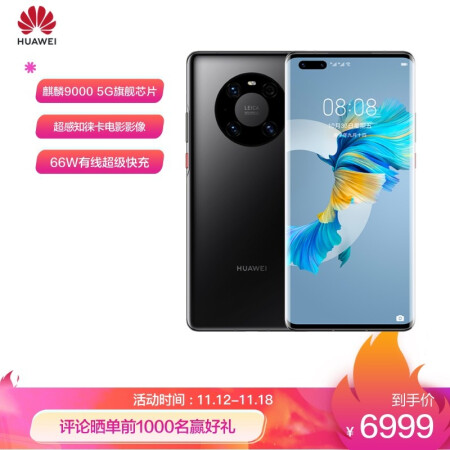 HUAWEI
麒麟9000 5G旗舰芯片
超感知徕卡电影影像
66W有线超级快充
LEICA
HUAWEI
08:08
活动时间：11.12-11.18
评论晒单前1000名赢好礼
到手价
¥6999